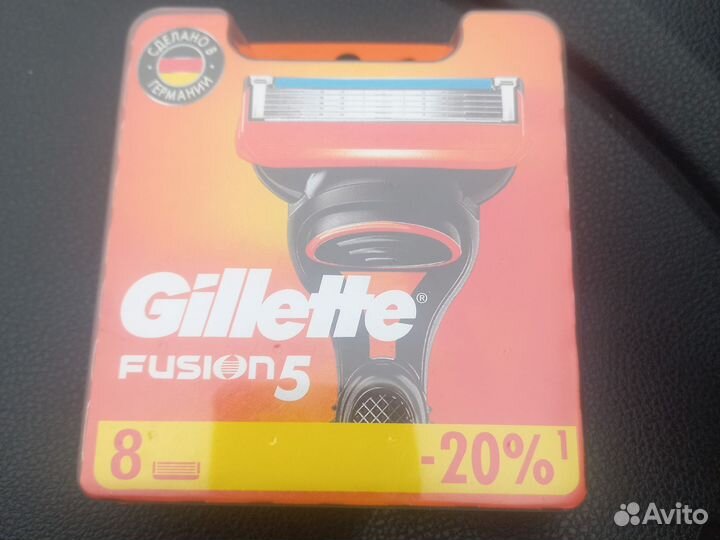 СДЕЛАНО В
ГЕРМАНИИ
Gillette®
FUSION5
8
-20%1
Avito